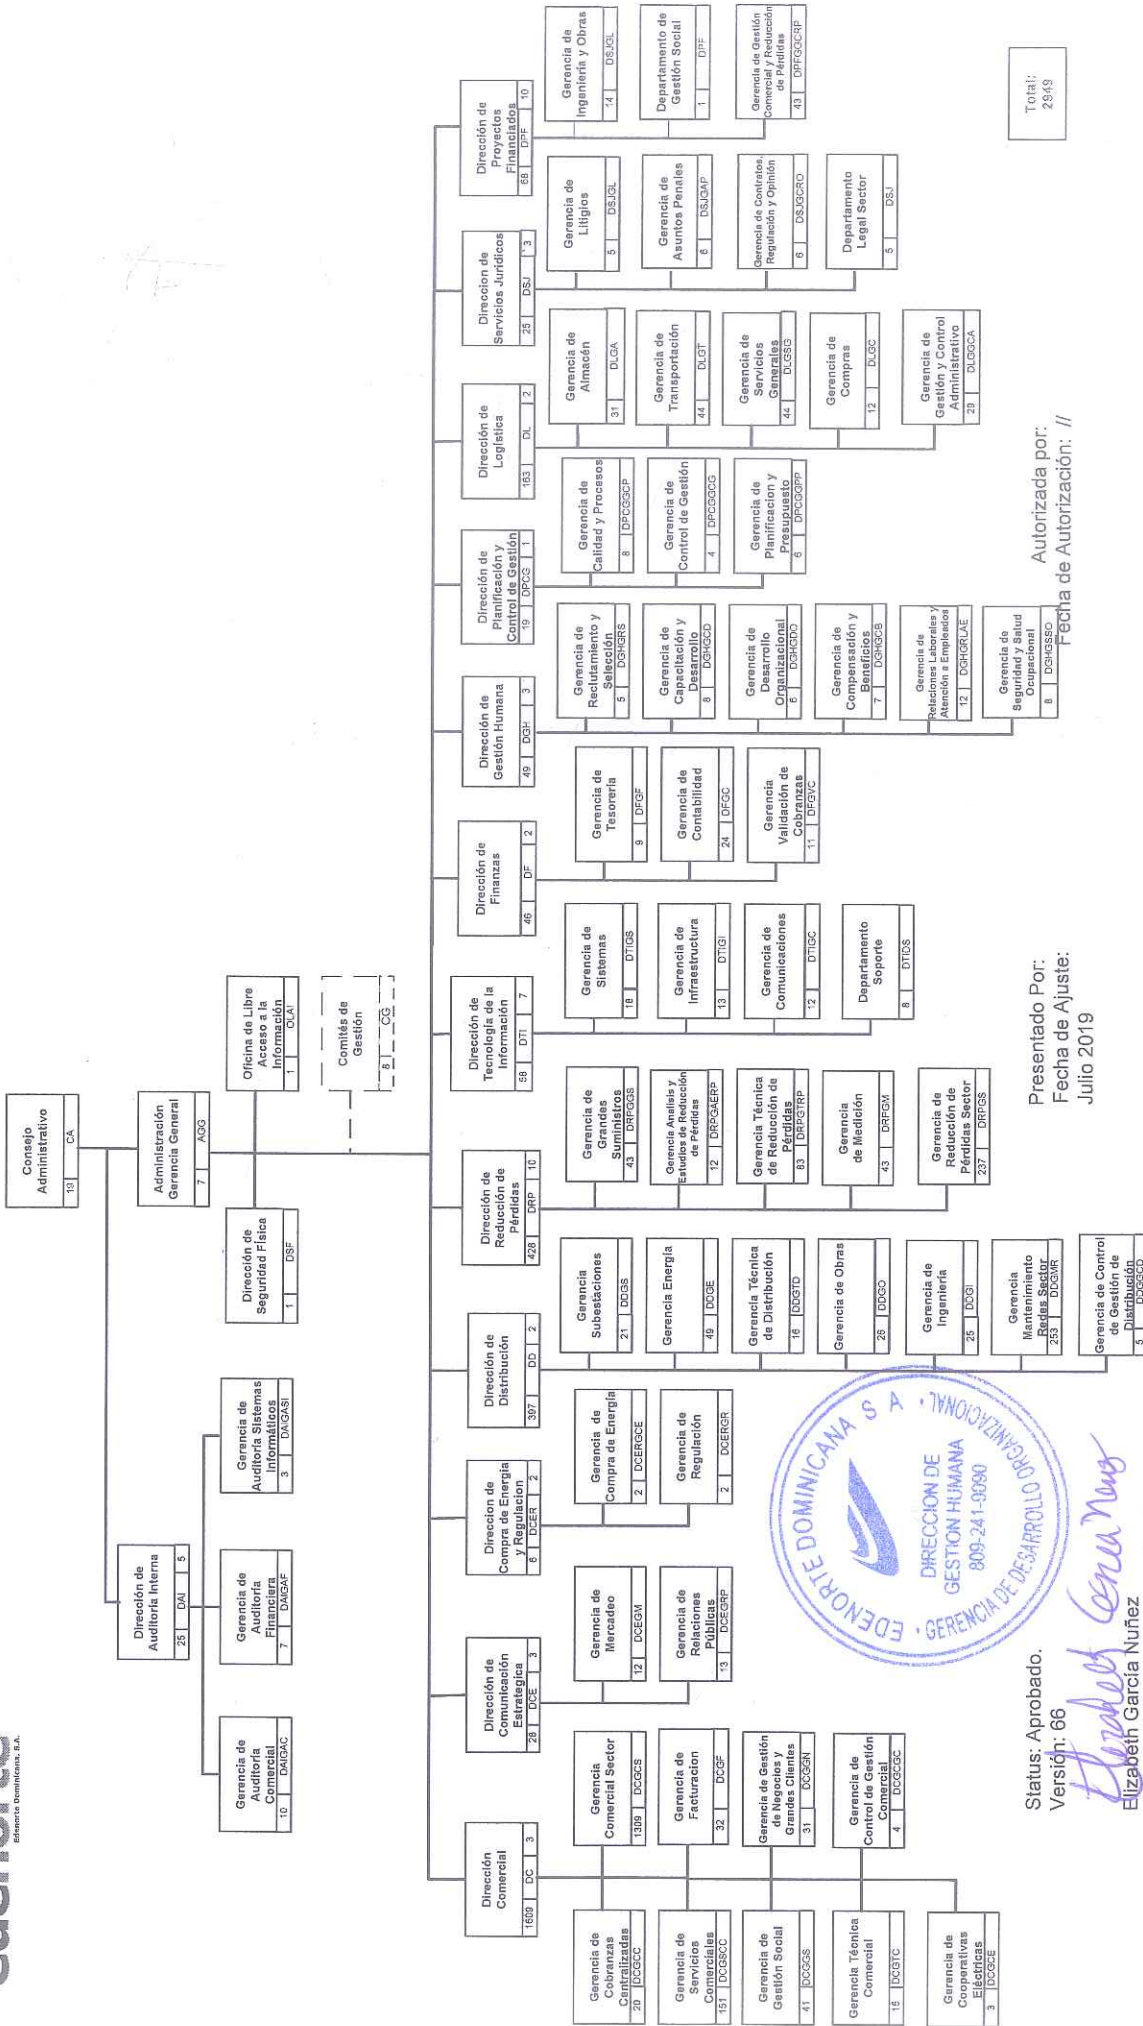 edenorte
Edenorte Dominicana, S.A.
Consejo
Administrativo
19 CA
Dirección de
Auditoría Interna
25 DAI 5
Administración
Gerencia General
7 AGG
Gerencia de
Auditoría
Comercial
10 DAIGAC
Gerencia de
Auditoría
Financiera
7 DAIGAF
Gerencia de
Auditoría Sistemas
Informáticos
3 DAIGASI
Dirección de
Seguridad Física
1 DSF
Oficina de Libre
Acceso a la
Información
1 OLAI
Comités de
Gestión
8 CG
Dirección
Comercial
1609 DC 3
Gerencia de
Cobranzas
Centralizadas
20 DCGCC
Gerencia
Comercial Sector
1309 DCGCS
Gerencia de
Servicios
Comerciales
151 DCGSCC
Gerencia de
Facturacion
32 DCGF
Gerencia de
Gestión Social
41 DCGGS
Gerencia de Gestión
de Negocios y
Grandes Clientes
31 DCGGN
Gerencia Técnica
Comercial
15 DCGTC
Gerencia de
Control de Gestión
Comercial
4 DCGCGC
Gerencia de
Cooperativas
Eléctricas
3 DCGCE
Dirección de
Comunicación
Estrategica
28 DCE 3
Gerencia de
Mercadeo
12 DCEGM
Gerencia de
Relaciones
Públicas
13 DCEGRP
Direccion de
Compra de Energía
y Regulacion
6 DCER 2
Gerencia de
Compra de Energía
2 DCERGCE
Gerencia de
Regulación
2 DCERGR
Dirección de
Distribución
397 DD 2
Gerencia
Subestaciones
21 DDGS
Gerencia Energía
49 DDGE
Gerencia Técnica
de Distribución
16 DDGTD
Gerencia de Obras
26 DDGO
Gerencia de
Ingeniería
25 DDGI
Gerencia
Mantenimiento
Redes Sector
253 DDGMR
Gerencia de Control
de Gestión de
Distribución
5 DDGGCD
Dirección de
Reducción de
Pérdidas
428 DRP 10
Gerencia de
Grandes
Suministros
43 DRPGGS
Gerencia Analisis y
Estudios de Reducción
de Pérdidas
12 DRPGAERP
Gerencia Técnica
de Reducción de
Pérdidas
83 DRPGTRP
Gerencia
de Medición
43 DRPGM
Gerencia de
Reducción de
Pérdidas Sector
237 DRPGS
Dirección de
Tecnología de la
Información
58 DTI 7
Gerencia de
Sistemas
18 DTIGS
Gerencia de
Infraestructura
13 DTIGI
Gerencia de
Comunicaciones
12 DTIGC
Departamento
Soporte
8 DTIDS
Dirección de
Finanzas
46 DF 2
Gerencia de
Tesorería
9 DFGF
Gerencia de
Contabilidad
24 DFGC
Gerencia
Validación de
Cobranzas
11 DFGVC
Dirección de
Gestión Humana
49 DGH 3
Gerencia de
Reclutamiento y
Selección
5 DGHGRS
Gerencia de
Capacitación y
Desarrollo
8 DGHGCD
Gerencia de
Desarrollo
Organizacional
6 DGHGDO
Gerencia de
Compensación y
Beneficios
7 DGHGCB
Gerencia de
Relaciones Laborales y
Atención a Empleados
12 DGHGRLAE
Gerencia de
Seguridad y Salud
Ocupacional
8 DGHGSSO
Dirección de
Planificación y
Control de Gestión
19 DPCG 1
Gerencia de
Calidad y Procesos
8 DPCGGCP
Gerencia de
Control de Gestión
4 DPCGGCG
Gerencia de
Planificacion y
Presupuesto
6 DPCGGPP
Dirección de
Logística
163 DL 2
Gerencia de
Almacén
31 DLGA
Gerencia de
Transportación
44 DLGT
Gerencia de
Servicios
Generales
44 DLGSG
Gerencia de
Compras
12 DLGC
Gerencia de
Gestión y Control
Administrativo
29 DLGGCA
Direccion de
Servicios Jurídicos
25 DSJ 3
Gerencia de
Litigios
5 DSJGL
Gerencia de
Asuntos Penales
6 DSJGAP
Gerencia de Contratos,
Regulación y Opinión
6 DSJGCRO
Departamento
Legal Sector
5 DSJ
Dirección de
Proyectos
Financiados
68 DPF 10
Gerencia de
Ingeniería y Obras
14 DSJGL
Departamento de
Gestión Social
1 DPF
Gerencia de Gestión
Comercial y Reducción
de Pérdidas
43 DPFGGCRP
EDENORTE DOMINICANA S A
DIRECCION DE
GESTION HUMANA
809-241-9090
GERENCIA DE DESARROLLO ORGANIZACIONAL
Status: Aprobado.
Versión: 66
Elizabeth García Nuñez
Presentado Por:
Fecha de Ajuste:
Julio 2019
Autorizada por:
Fecha de Autorización: //
Total:
2949